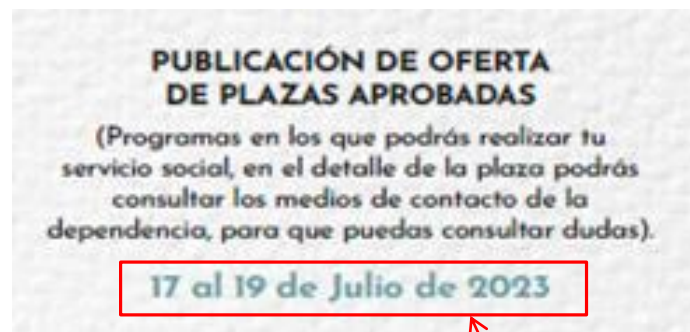 PUBLICACIÓN DE OFERTA
DE PLAZAS APROBADAS
(Programas en los que podrás realizar tu
servicio social, en el detalle de la plaza podrás
consultar los medios de contacto de la
dependencia, para que puedas consultar dudas).
17 al 19 de Julio de 2023